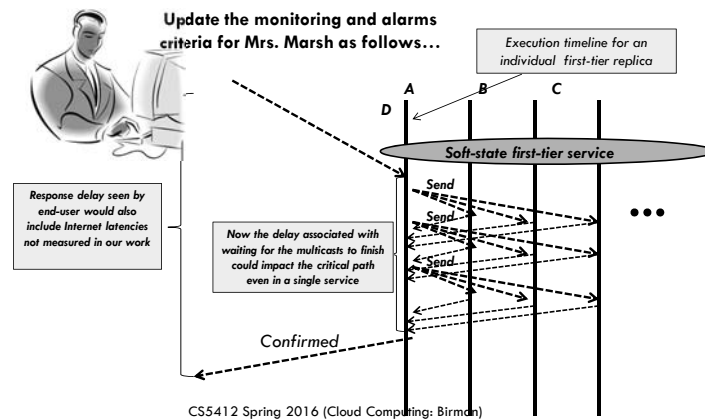 Update the monitoring and alarms
criteria for Mrs. Marsh as follows…
Execution timeline for an
individual first-tier replica
A B C
D
Soft-state first-tier service
Send
Response delay seen by
end-user would also
include Internet latencies
not measured in our work
Now the delay associated with
waiting for the multicasts to finish
could impact the critical path
even in a single service
Send
Send
Confirmed
CS5412 Spring 2016 (Cloud Computing: Birman)